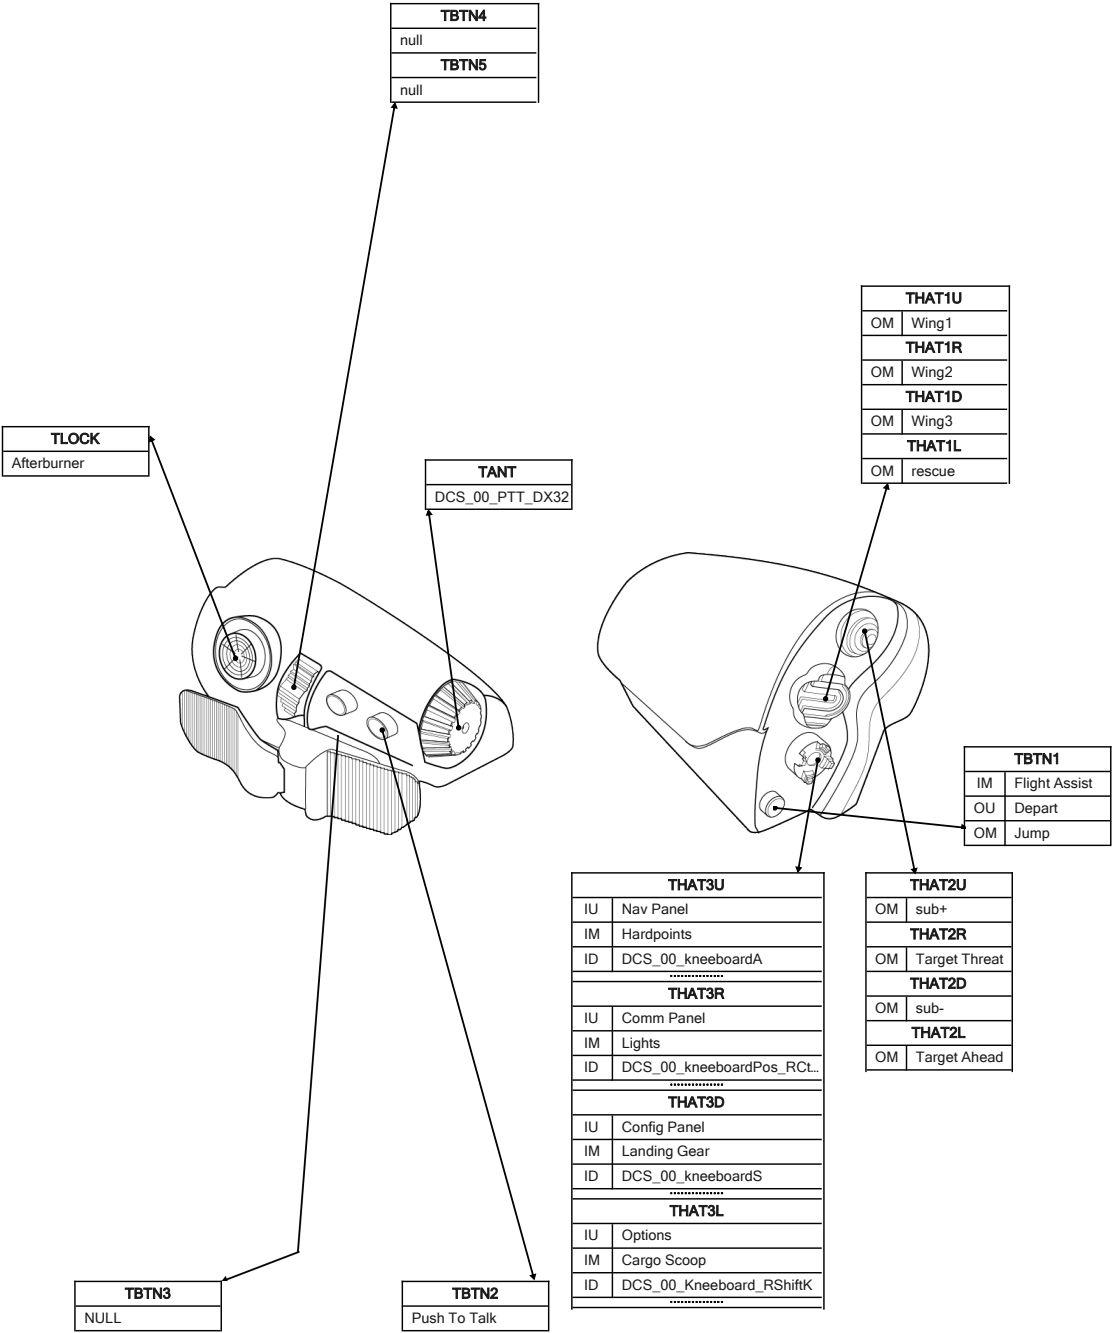 TBTN4
null
TBTN5
null
THAT1U
OM Wing1
THAT1R
OM Wing2
THAT1D
OM Wing3
THAT1L
OM rescue
TLOCK
Afterburner
TANT
DCS_00_PTT_DX32
TBTN1
IM Flight Assist
OU Depart
OM Jump
THAT3U
IU Nav Panel
IM Hardpoints
ID DCS_00_kneeboardA
THAT3R
IU Comm Panel
IM Lights
ID DCS_00_kneeboardPos_RCt...
THAT3D
IU Config Panel
IM Landing Gear
ID DCS_00_kneeboardS
THAT3L
IU Options
IM Cargo Scoop
ID DCS_00_Kneeboard_RShiftK
THAT2U
OM sub+
THAT2R
OM Target Threat
THAT2D
OM sub-
THAT2L
OM Target Ahead
TBTN3
NULL
TBTN2
Push To Talk